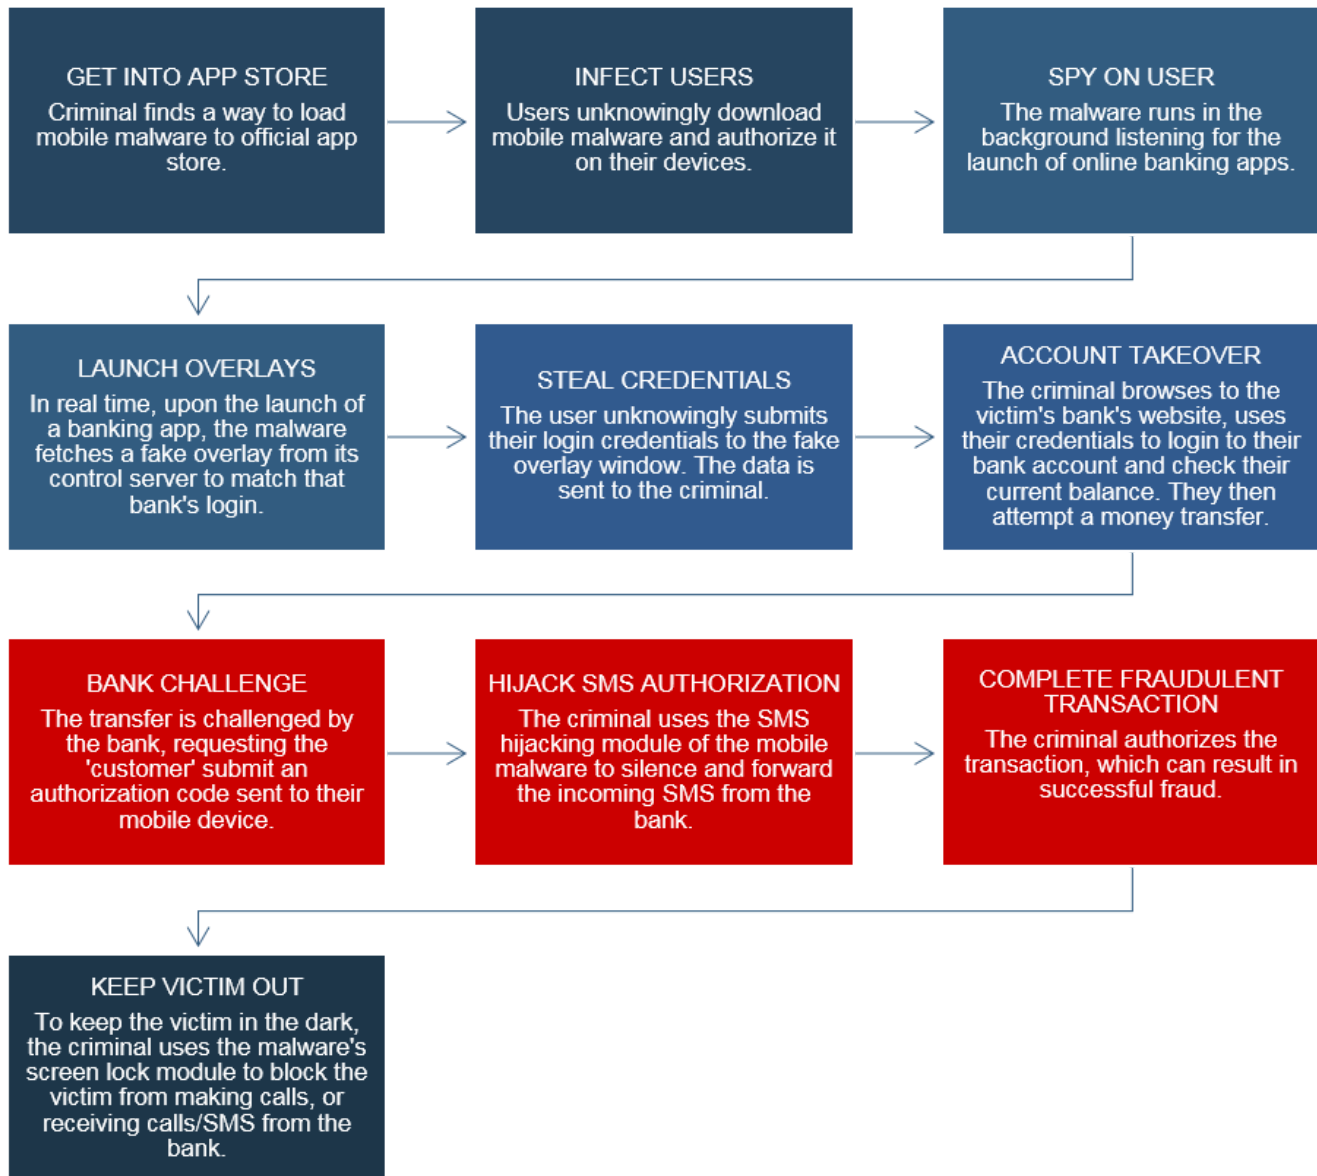 GET INTO APP STORE
Criminal finds a way to load
mobile malware to official app
store.
INFECT USERS
Users unknowingly download
mobile malware and authorize it
on their devices.
SPY ON USER
The malware runs in the
background listening for the
launch of online banking apps.
LAUNCH OVERLAYS
In real time, upon the launch of
a banking app, the malware
fetches a fake overlay from its
control server to match that
bank's login.
STEAL CREDENTIALS
The user unknowingly submits
their login credentials to the fake
overlay window. The data is
sent to the criminal.
ACCOUNT TAKEOVER
The criminal browses to the
victim's bank's website, uses
their credentials to login to their
bank account and check their
current balance. They then
attempt a money transfer.
BANK CHALLENGE
The transfer is challenged by
the bank, requesting the
'customer' submit an
authorization code sent to their
mobile device.
HIJACK SMS AUTHORIZATION
The criminal uses the SMS
hijacking module of the mobile
malware to silence and forward
the incoming SMS from the
bank.
COMPLETE FRAUDULENT
TRANSACTION
The criminal authorizes the
transaction, which can result in
successful fraud.
KEEP VICTIM OUT
To keep the victim in the dark,
the criminal uses the malware's
screen lock module to block the
victim from making calls, or
receiving calls/SMS from the
bank.